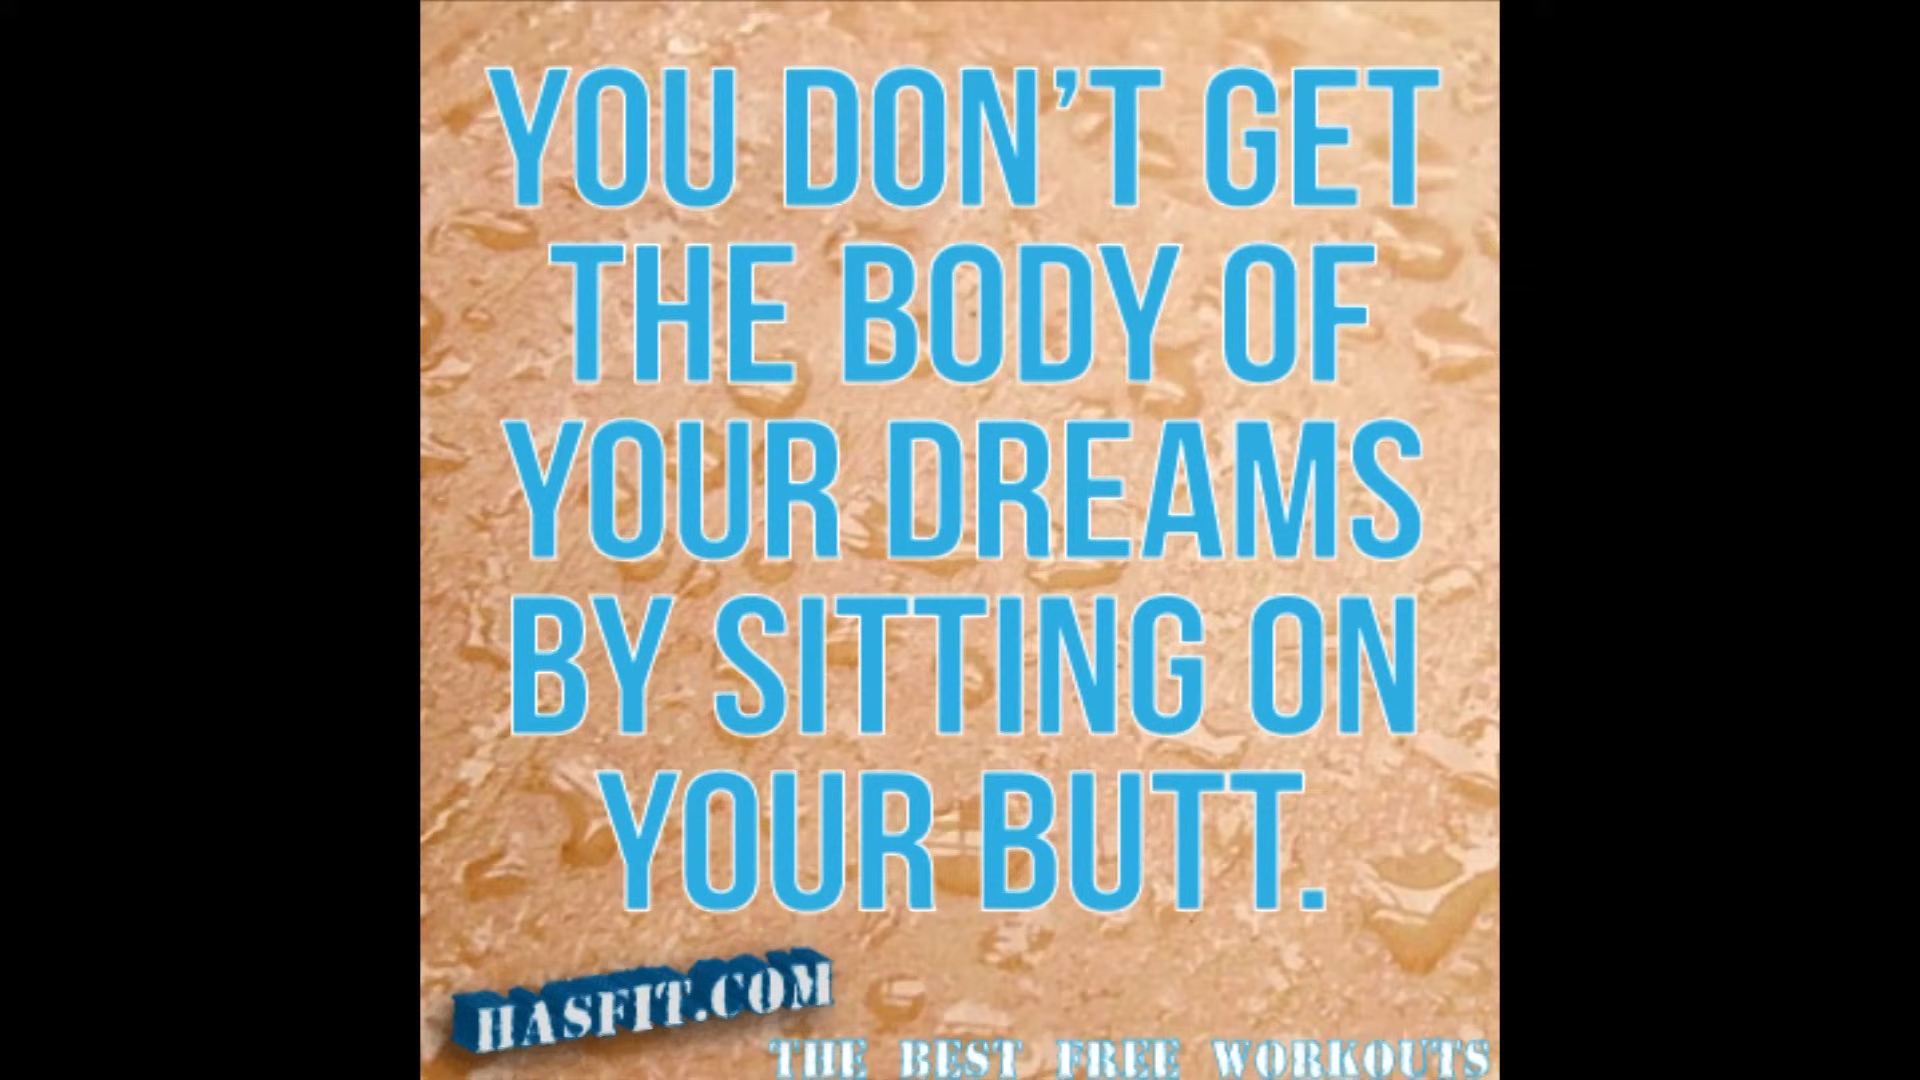 YOU DON'T GET
THE BODY OF
YOUR DREAMS
BY SITTING ON
YOUR BUTT.
HASFIT.COM
THE BEST FREE WORKOUTS